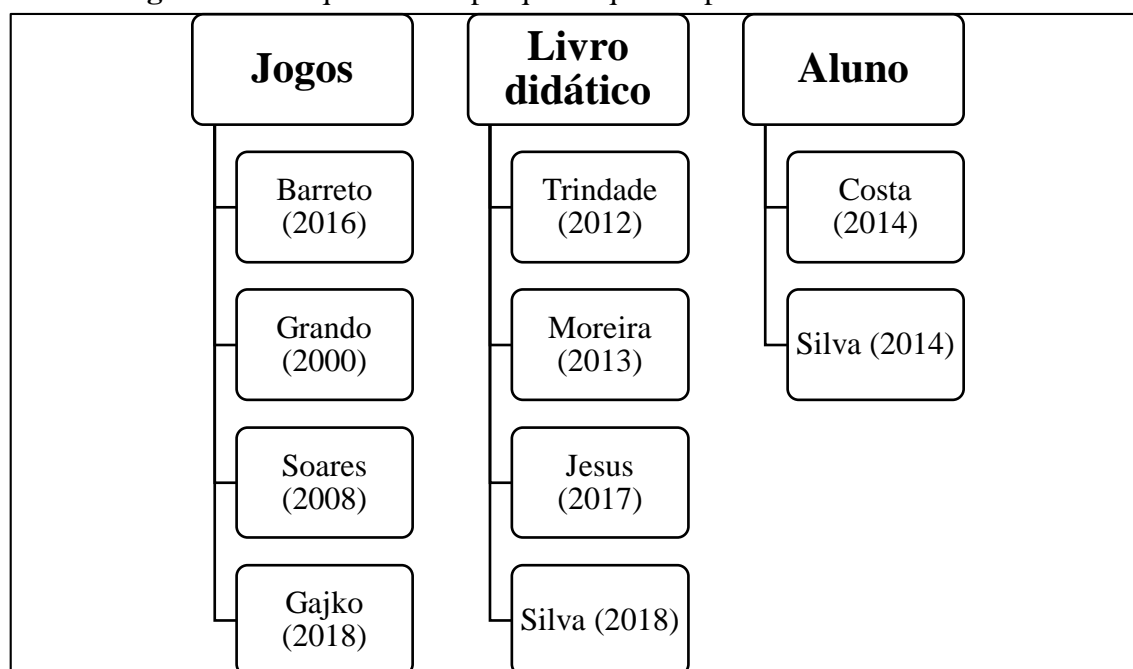 Jogos
Barreto
(2016)
Grando
(2000)
Soares
(2008)
Gajko
(2018)
Livro
didático
Trindade
(2012)
Moreira
(2013)
Jesus
(2017)
Silva (2018)
Aluno
Costa
(2014)
Silva (2014)